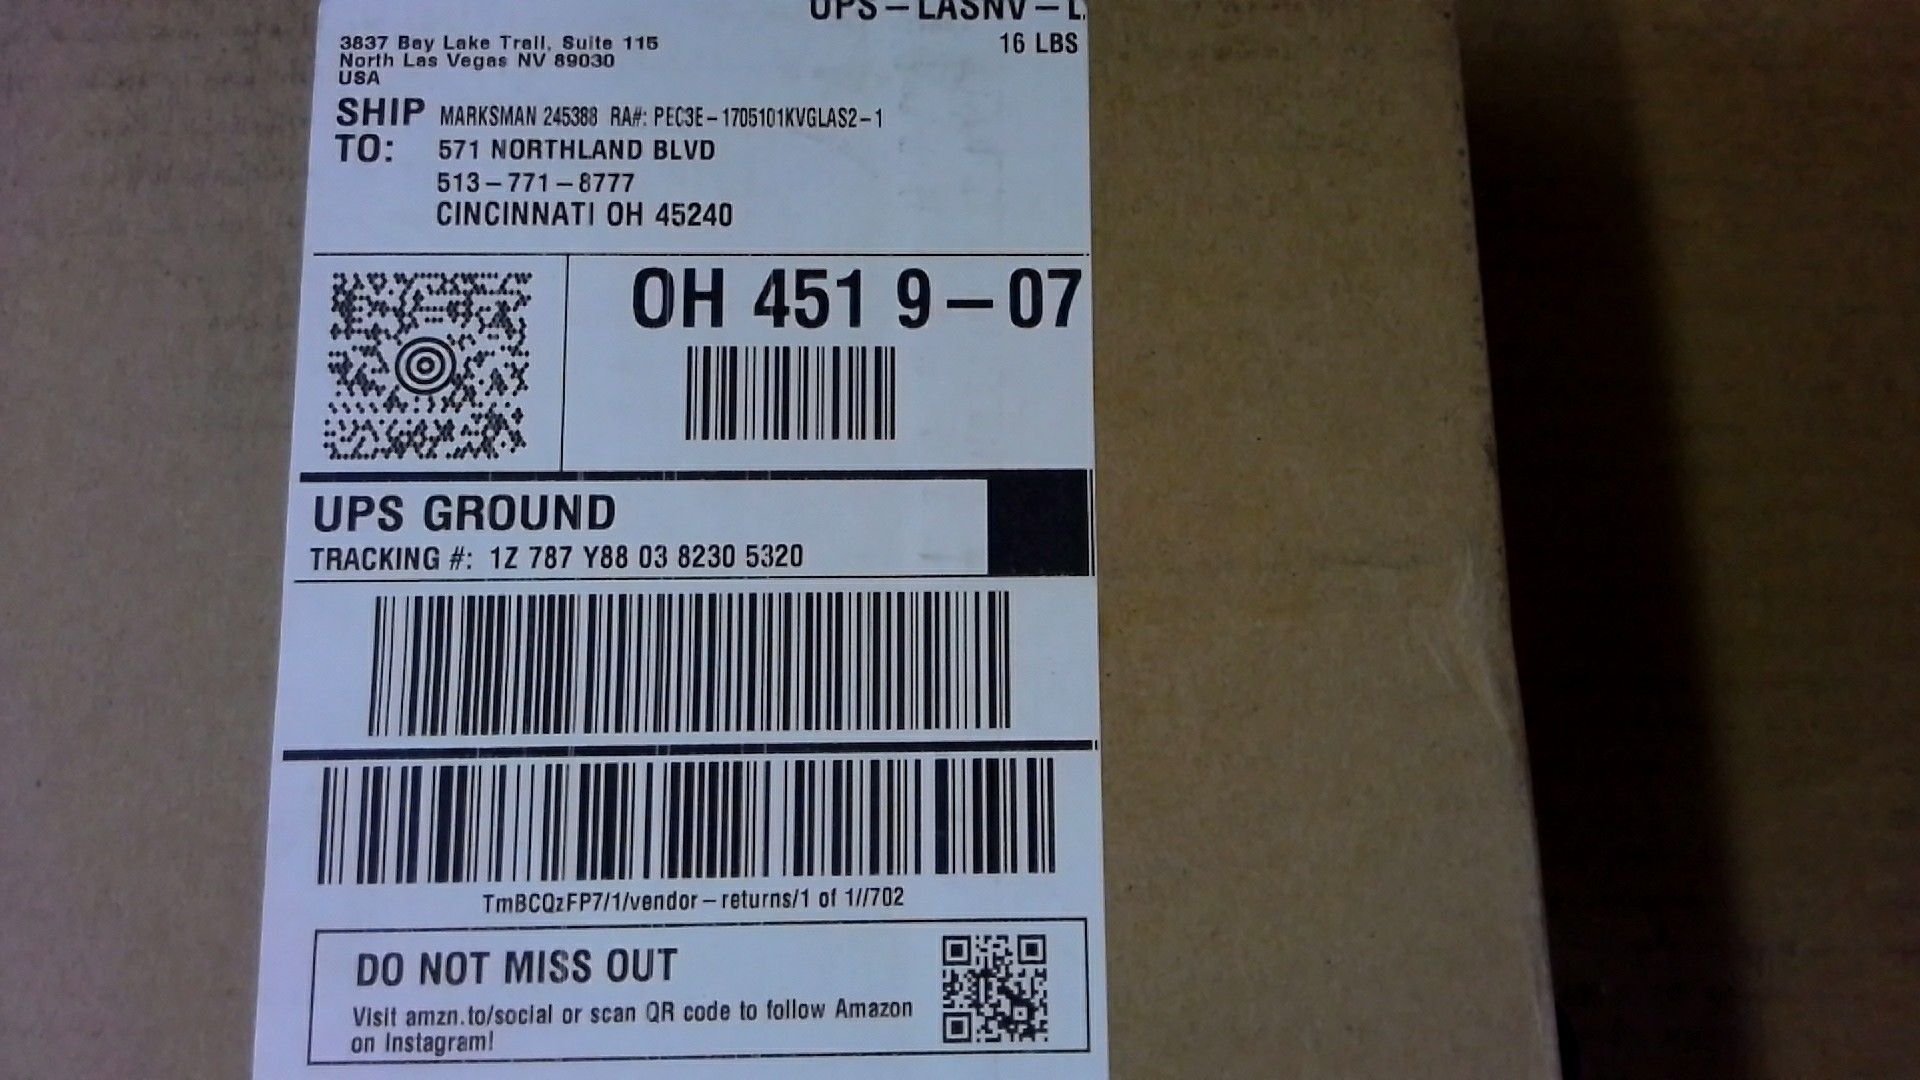 UPS-LASNV-L
16 LBS
3837 Bay Lake Trail, Suite 115
North Las Vegas NV 89030
USA
SHIP TO:
MARKSMAN 245388 RA#: PEC3E-1705101KVGLAS2-1
571 NORTHLAND BLVD
513-771-8777
CINCINNATI OH 45240
OH 451 9-07
UPS GROUND
TRACKING #: 1Z 787 Y88 03 8230 5320
TmBCQzFP7/1/vendor-returns/1 of 1//702
DO NOT MISS OUT
Visit amzn.to/social or scan QR code to follow Amazon
on Instagram!